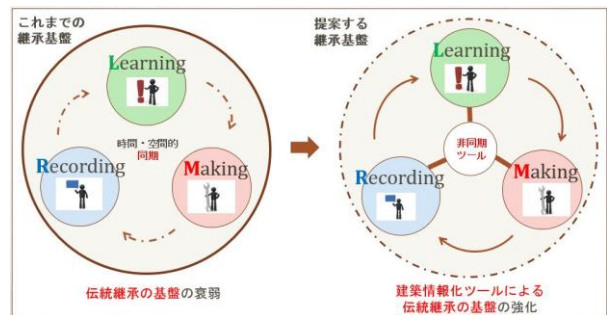 これまでの
継承基盤
Learning
時間・空間的
同期
Recording
Making
伝統継承の基盤の衰弱
提案する
継承基盤
Learning
非同期
ツール
Recording
Making
建築情報化ツールによる
伝統継承の基盤の強化